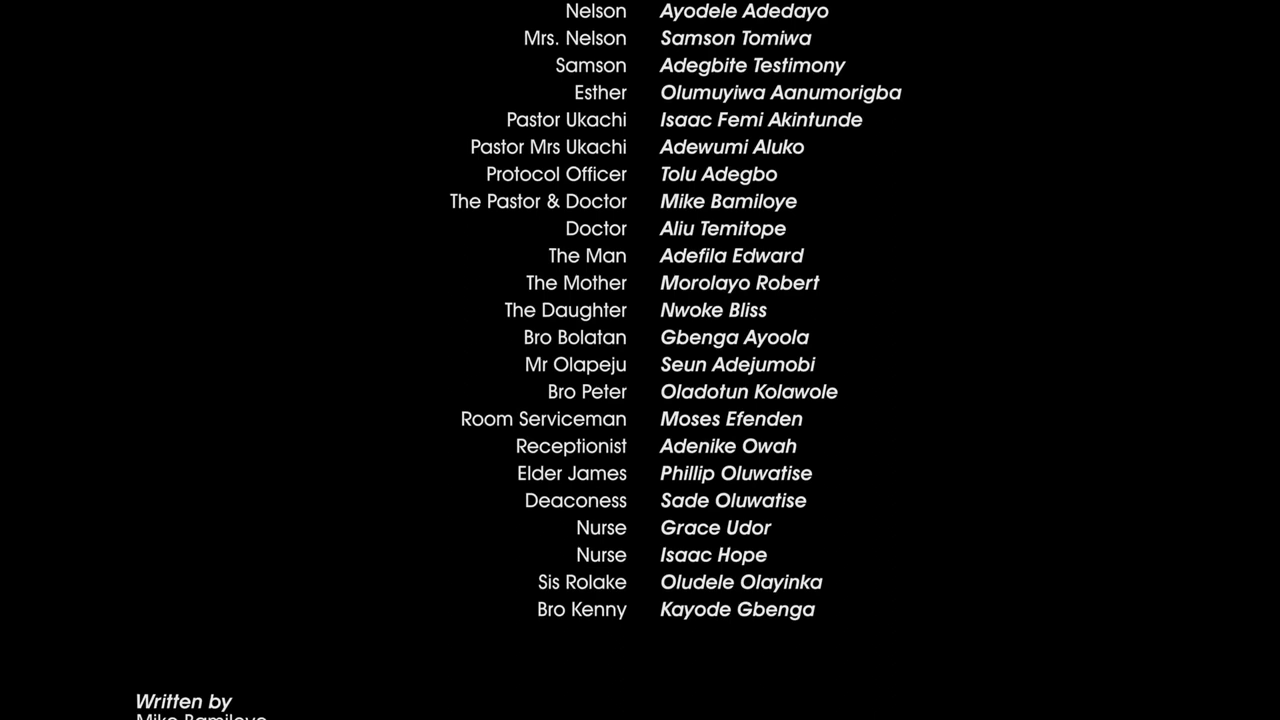 Nelson Ayodele Adedayo
Mrs. Nelson Samson Tomiwa
Samson Adegbite Testimony
Esther Olumuyiwa Aanumorigba
Pastor Ukachi Isaac Femi Akintunde
Pastor Mrs Ukachi Adewumi Aluko
Protocol Officer Tolu Adegbo
The Pastor & Doctor Mike Bamiloye
Doctor Aliu Temitope
The Man Adefila Edward
The Mother Morolayo Robert
The Daughter Nwoke Bliss
Bro Bolatan Gbenga Ayoola
Mr Olapeju Seun Adejumobi
Bro Peter Oladotun Kolawole
Room Serviceman Moses Efenden
Receptionist Adenike Owah
Elder James Phillip Oluwatise
Deaconess Sade Oluwatise
Nurse Grace Udor
Nurse Isaac Hope
Sis Rolake Oludele Olayinka
Bro Kenny Kayode Gbenga
Written by
Mike Bamiloye